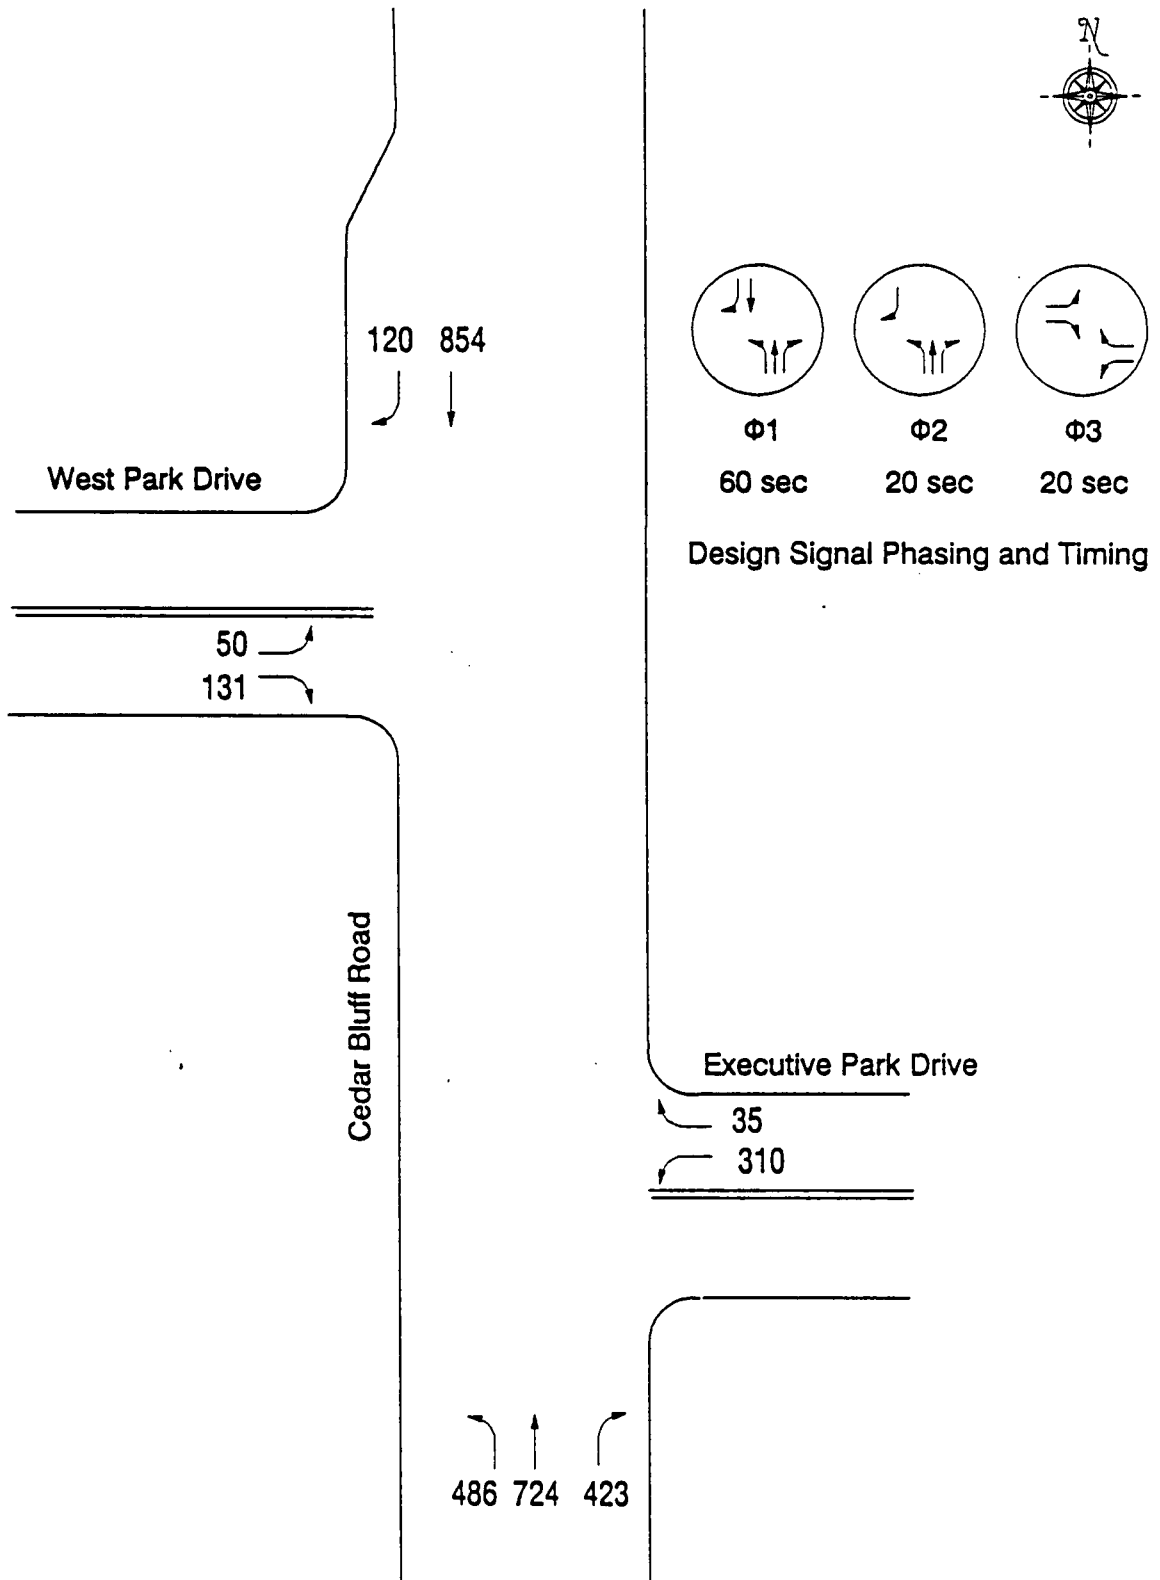 N
120 854
West Park Drive
Φ1 Φ2 Φ3
60 sec 20 sec 20 sec
Design Signal Phasing and Timing
50
131
Cedar Bluff Road
Executive Park Drive
35
310
486 724 423